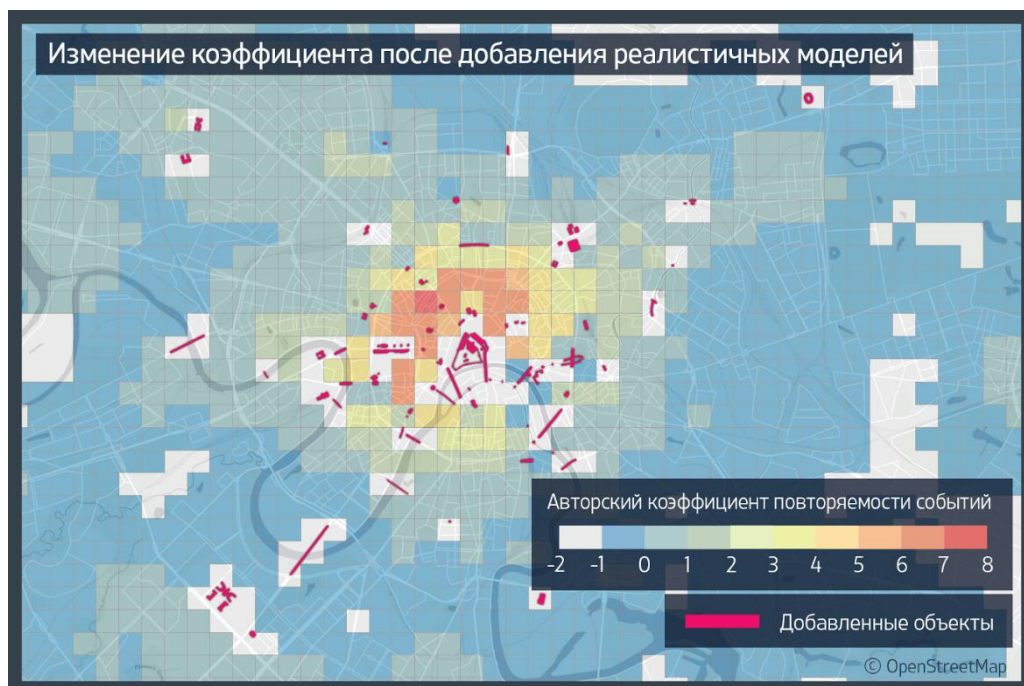 Изменение коэффициента после добавления реалистичных моделей
Авторский коэффициент повторяемости событий
-2 -1 0 1 2 3 4 5 6 7 8
Добавленные объекты
© OpenStreetMap